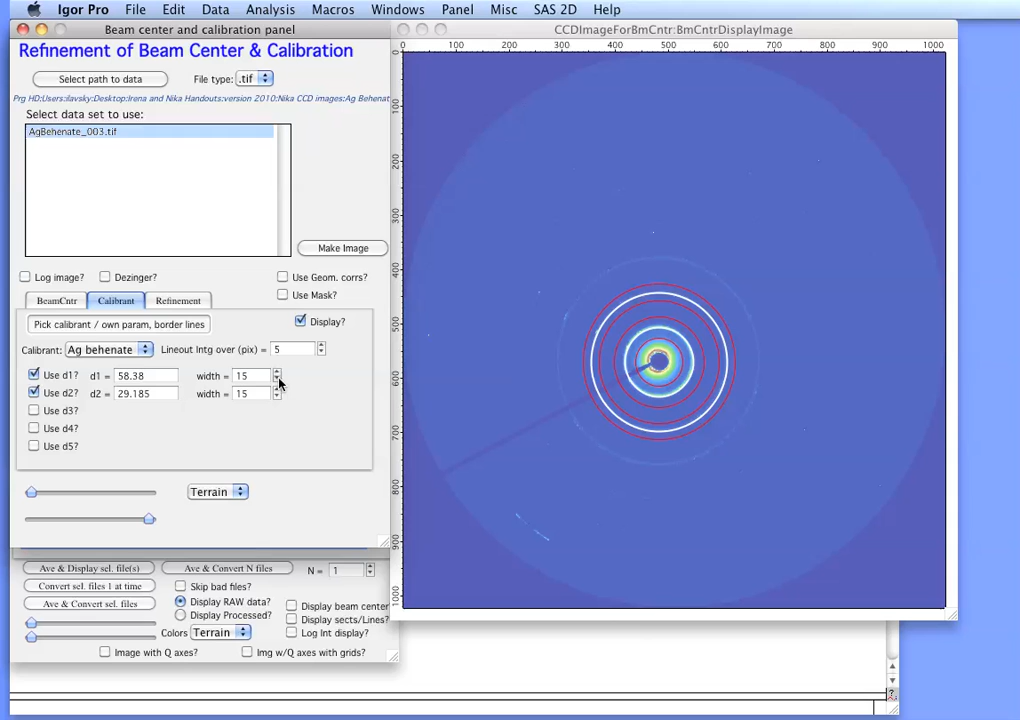 Igor Pro File Edit Data Analysis Macros Windows Panel Misc SAS 2D Help
Beam center and calibration panel
Refinement of Beam Center & Calibration
Select path to data File type: .tif
Prg HD:Users:ilavsky:Desktop:Irena and Nika Handouts:version 2010:Nika CCD images:Ag Behenat
Select data set to use:
AgBehenate_003.tif
Make Image
Log image? Dezinger? Use Geom. corrs?
Use Mask?
BeamCntr Calibrant Refinement
Pick calibrant / own param, border lines Display?
Calibrant: Ag behenate Lineout Intg over (pix) = 5
Use d1? d1 = 58.38 width = 15
Use d2? d2 = 29.185 width = 15
Use d3?
Use d4?
Use d5?
Terrain
Ave & Display sel. file(s) Ave & Convert N files N = 1
Convert sel. files 1 at time Skip bad files?
Ave & Convert sel. files Display RAW data? Display beam center
Display Processed? Display sects/Lines?
Colors Terrain Log Int display?
Image with Q axes? Img w/Q axes with grids?
CCDImageForBmCntr:BmCntrDisplayImage
0 100 200 300 400 500 600 700 800 900 1000
0
100
200
300
400
500
600
700
800
900
1000
?